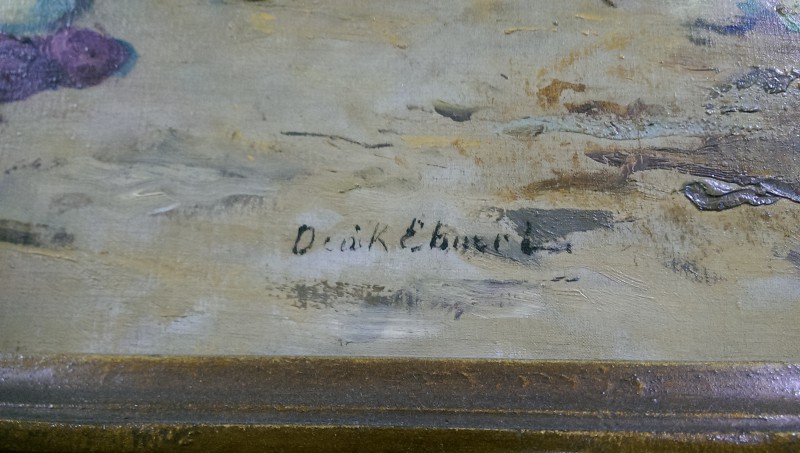 Deák Ébner L.